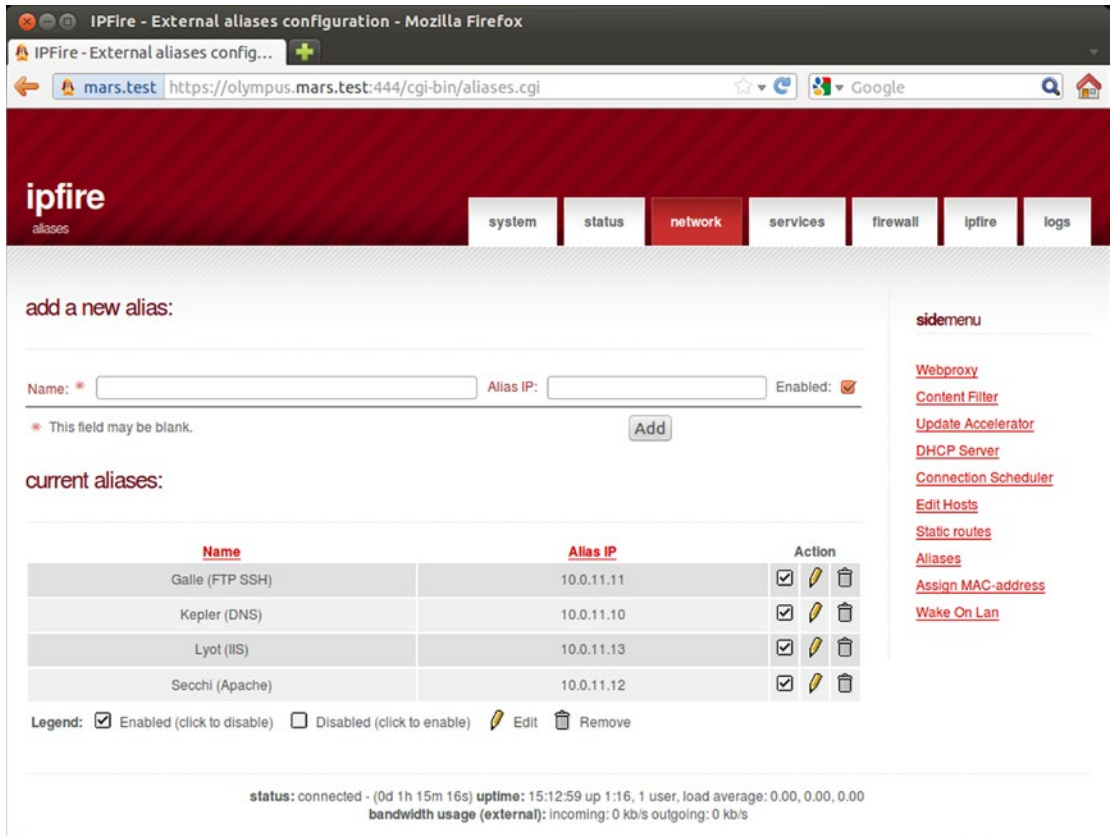 IPFire - External aliases configuration - Mozilla Firefox
IPFire - External aliases config...
mars.test https://olympus.mars.test:444/cgi-bin/aliases.cgi Google
ipfire
aliases
system status network services firewall ipfire logs
add a new alias:
sidemenu
Name: * Alias IP: Enabled:
* This field may be blank. Add
Webproxy
Content Filter
Update Accelerator
DHCP Server
Connection Scheduler
Edit Hosts
Static routes
Aliases
Assign MAC-address
Wake On Lan
current aliases:
Name Alias IP Action
Galle (FTP SSH) 10.0.11.11
Kepler (DNS) 10.0.11.10
Lyot (IIS) 10.0.11.13
Secchi (Apache) 10.0.11.12
Legend: Enabled (click to disable) Disabled (click to enable) Edit Remove
status: connected - (0d 1h 15m 16s) uptime: 15:12:59 up 1:16, 1 user, load average: 0.00, 0.00, 0.00
bandwidth usage (external): incoming: 0 kb/s outgoing: 0 kb/s